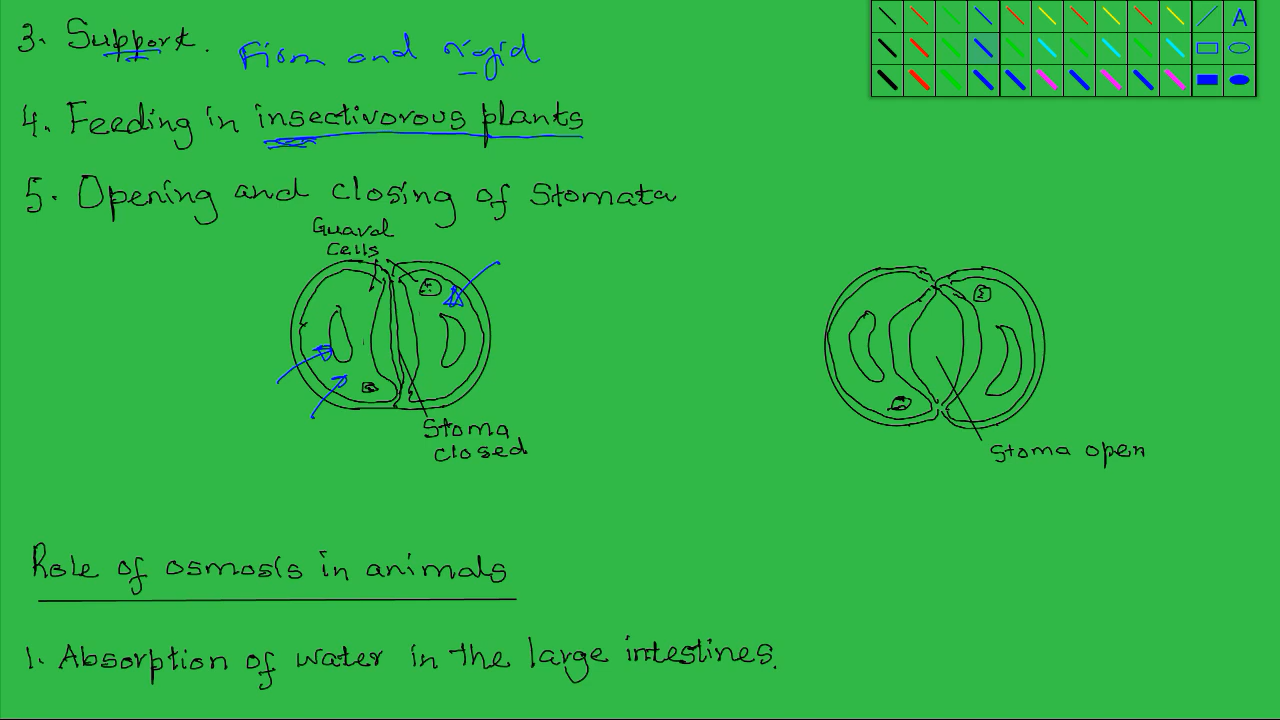 3. Support. Firm and rigid
4. Feeding in insectivorous plants
5. Opening and closing of Stomata
Guard
Cells
Stoma
closed
Stoma open
Role of osmosis in animals
1. Absorption of water in the large intestines.
A